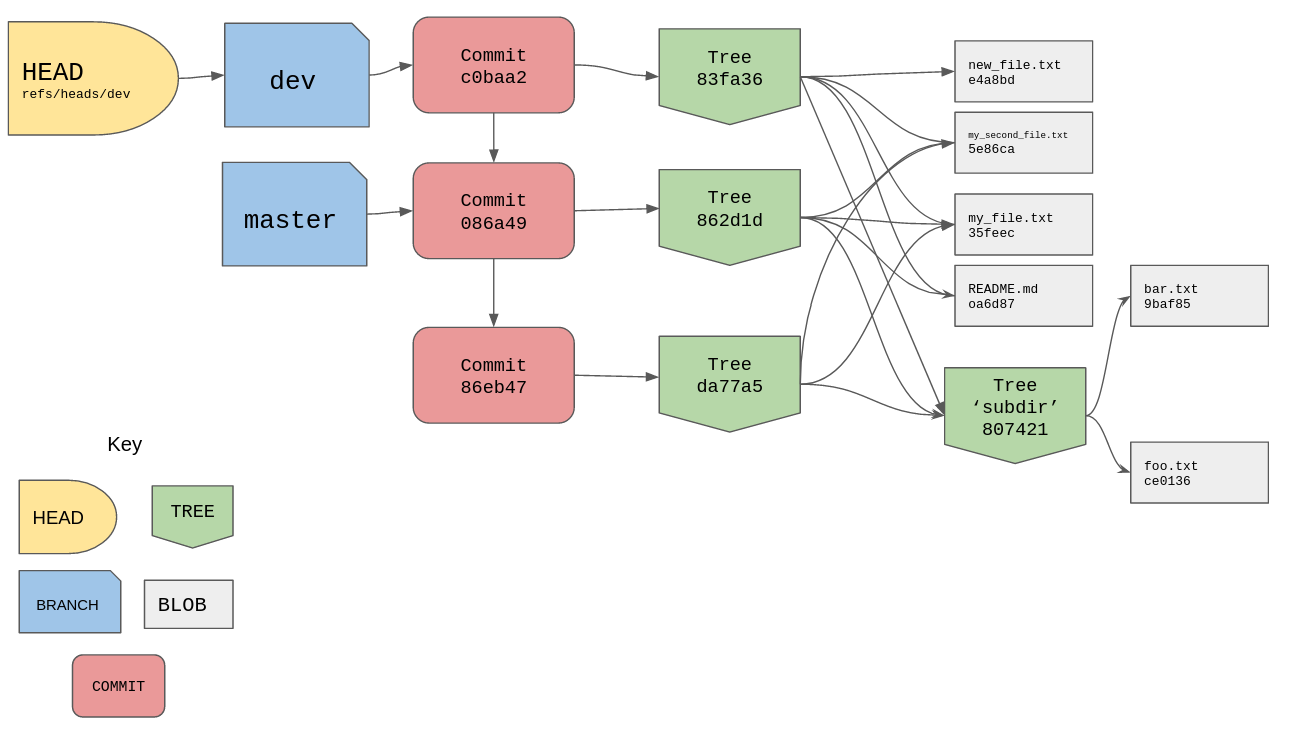 HEAD
refs/heads/dev
dev
Commit
c0baa2
Tree
83fa36
new_file.txt
e4a8bd
my_second_file.txt
5e86ca
master
Commit
086a49
Tree
862d1d
my_file.txt
35feec
README.md
oa6d87
bar.txt
9baf85
Commit
86eb47
Tree
da77a5
Tree
‘subdir’
807421
foo.txt
ce0136
Key
HEAD
TREE
BRANCH
BLOB
COMMIT